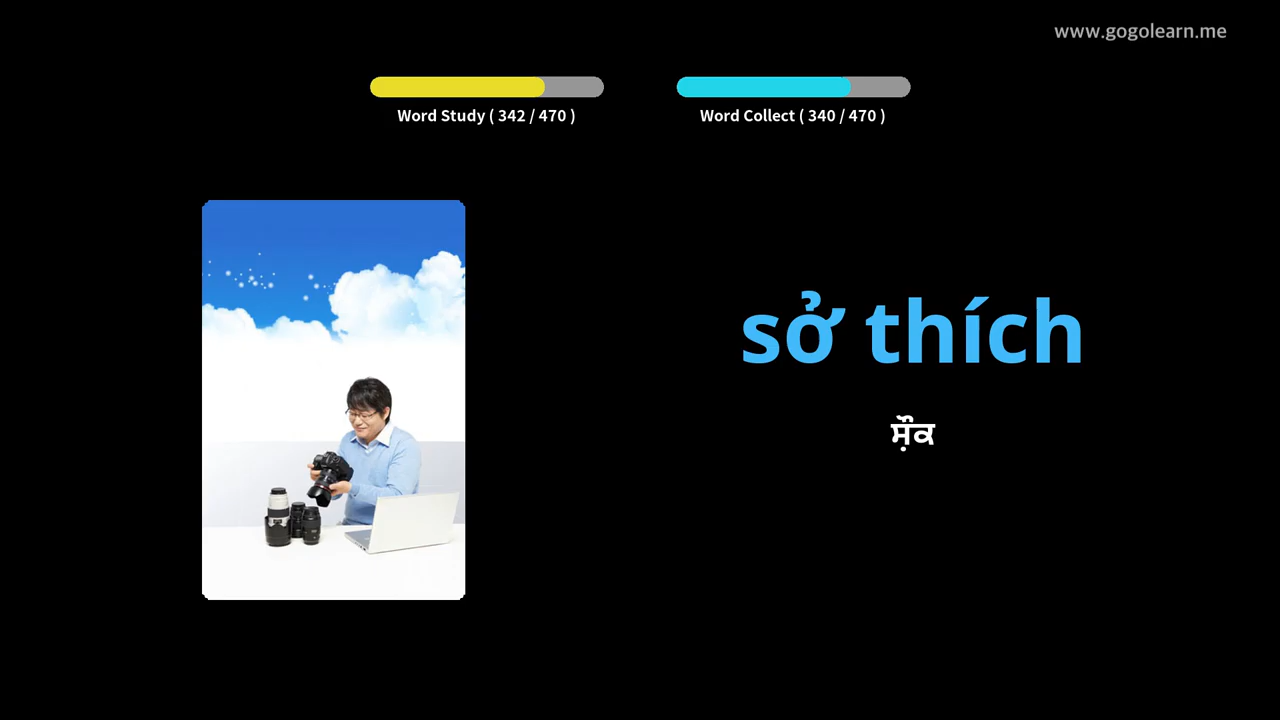 www.gogolearn.me
Word Study ( 342 / 470 )
Word Collect ( 340 / 470 )
sở thích
ਸ਼ੌਕ